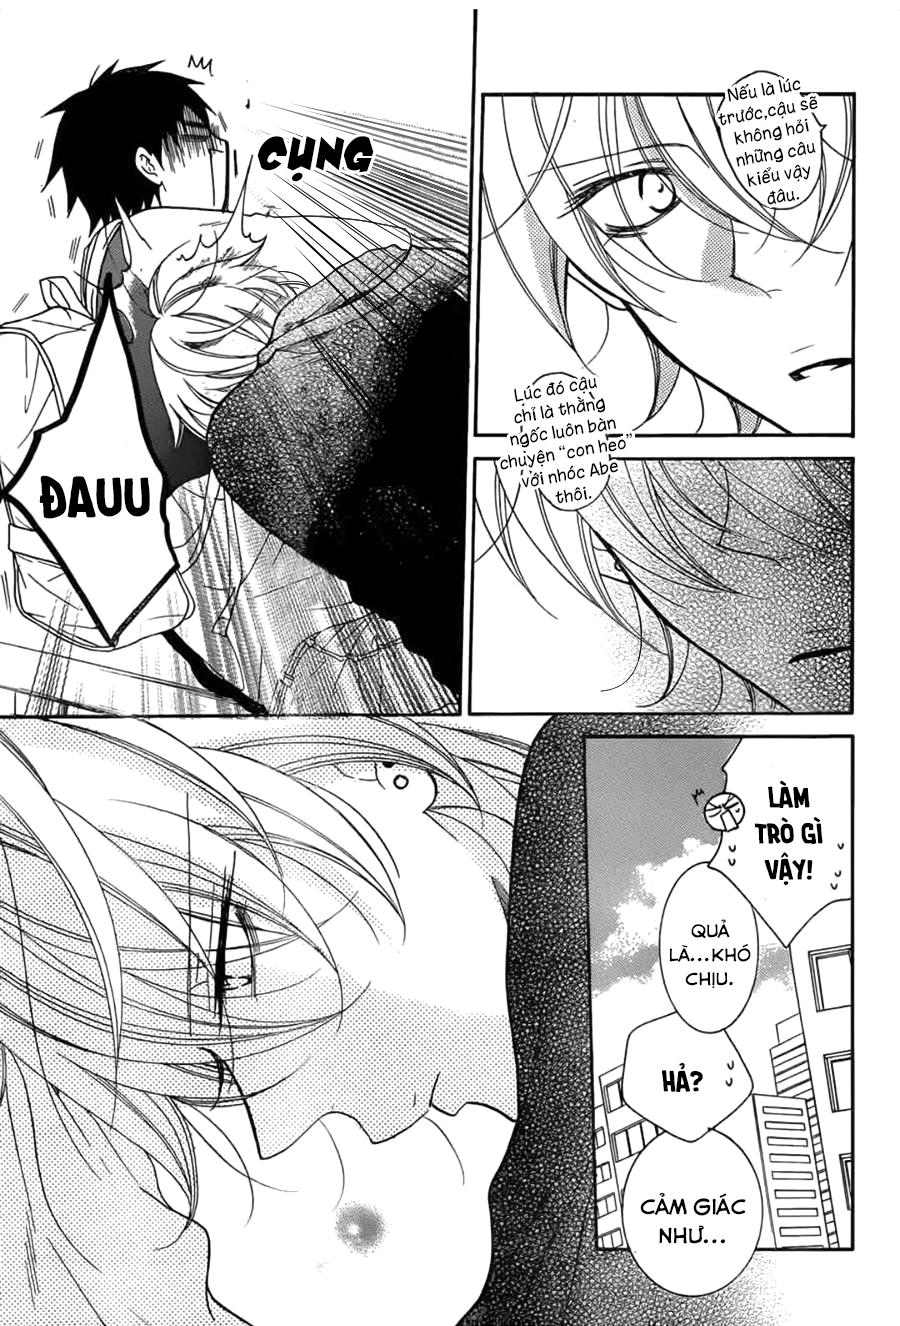 Nếu là lúc
trước,cậu sẽ
không hỏi
những câu
kiểu vậy
đâu.
Lúc đó cậu
chỉ là thằng
ngốc luôn bàn
chuyện "con heo"
với nhóc Abe
thôi.
CỤNG
ĐAUU
LÀM
TRÒ GÌ
VẬY!
QUẢ
LÀ...KHÓ
CHỊU.
HẢ?
CẢM GIÁC
NHƯ...